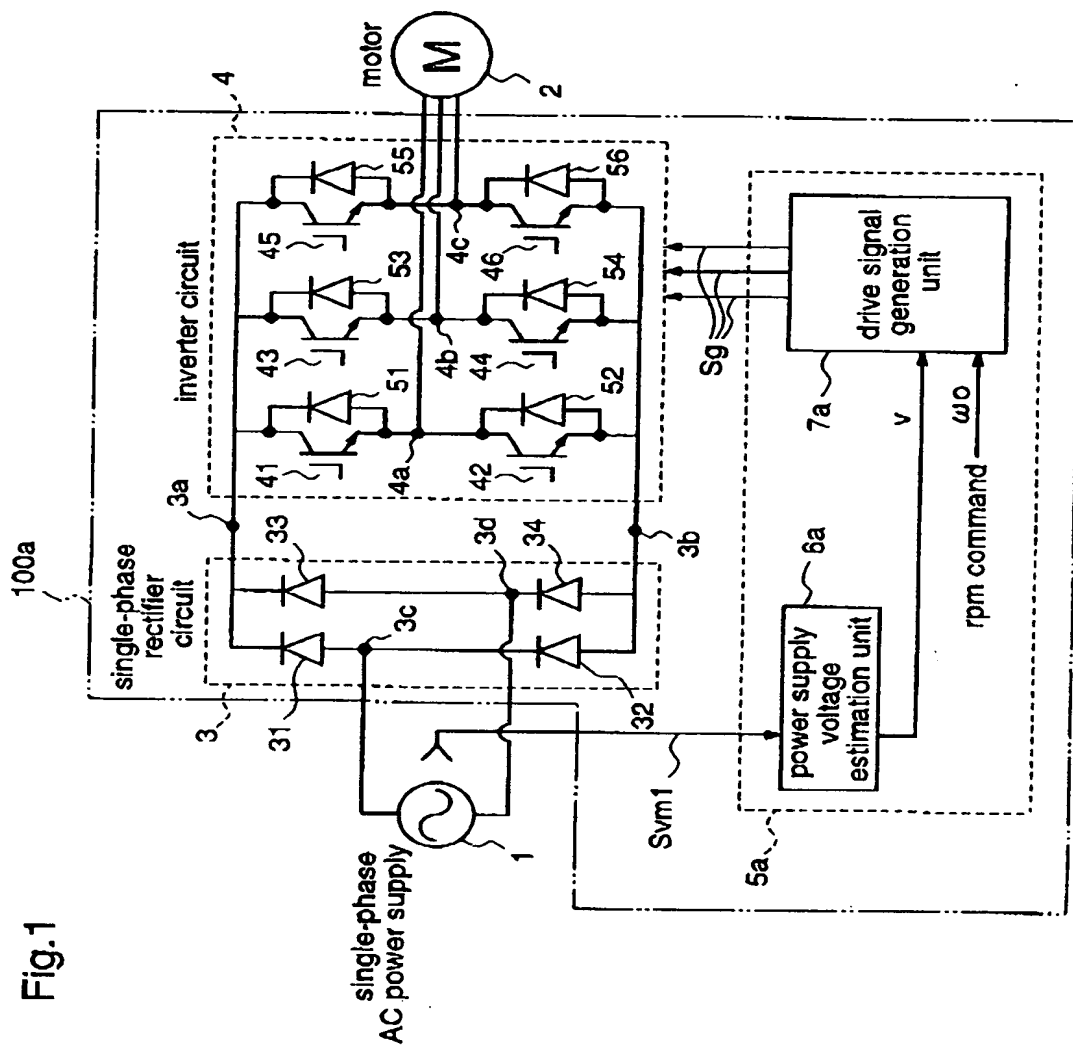 Fig.1
100a
single-phase
rectifier
circuit
3a
inverter circuit
4
motor
M
2
3
31
33
3c
3d
32
34
3b
41
51
43
53
45
55
4a
4b
4c
42
52
44
54
46
56
single-phase
AC power supply
1
Svm1
Sg
5a
power supply
voltage
estimation unit
6a
v
7a
drive signal
generation
unit
rpm command
ωo